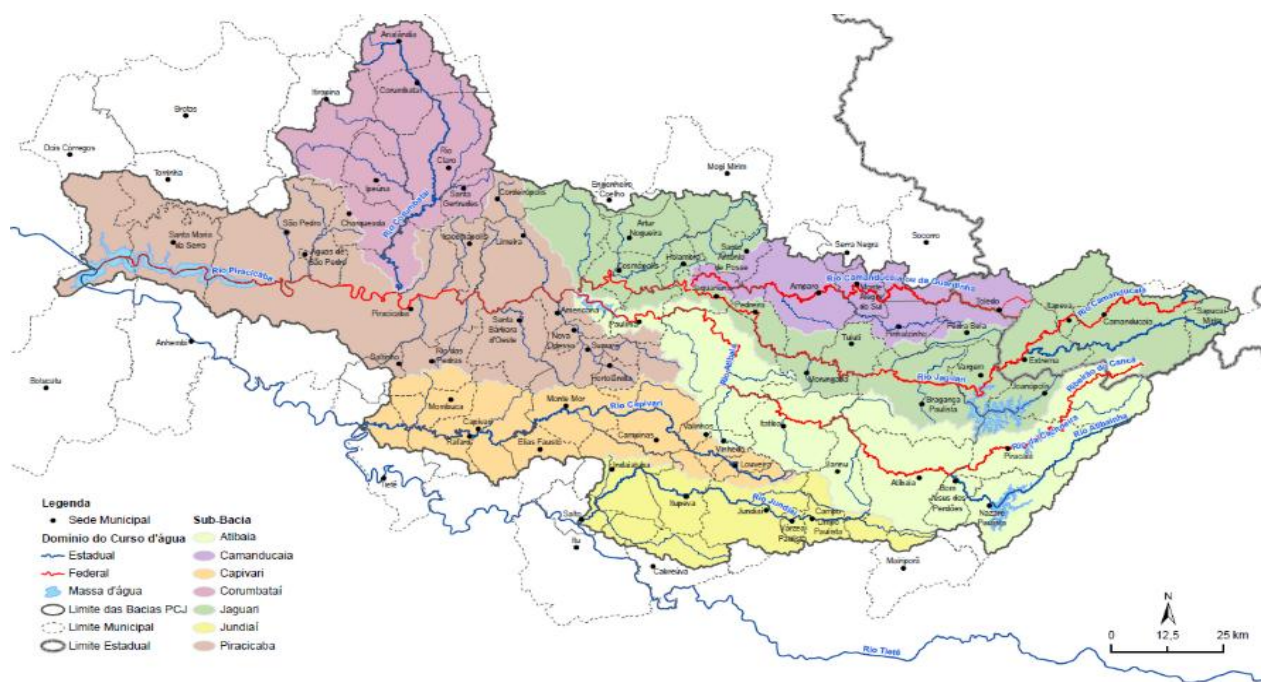 Analândia
Corumbataí
Itirapina
Brotas
Dois Córregos
Torrinha
Rio
Claro
Ipeúna
Santa
Gertrudes
Cordeirópolis
Rio Corumbataí
Charqueada
São Pedro
Santa Maria
da Serra
Águas de
São Pedro
Iracemápolis
Limeira
Rio Piracicaba
Piracicaba
Engenheiro
Coelho
Mogi Mirim
Artur
Nogueira
Holambra
Santo
Antônio
de Posse
Cosmópolis
Jaguariúna
Pedreira
Serra Negra
Socorro
Rio Camanducaia ou da Guardinha
Amparo
Monte
Alegre
do Sul
Toledo
Pinhalzinho
Pedra Bela
Itapeva
Rio Camanducaia
Camanducaia
Sapucaí
Mirim
Extrema
Vargem
Joanópolis
Tuiuti
Morungaba
Rio Jaguari
Bragança
Paulista
Americana
Paulínia
Santa
Bárbara
d'Oeste
Nova
Odessa
Sumaré
Hortolândia
Rio Atibaia
Saltinho
Rio das
Pedras
Anhembi
Botucatu
Mombuca
Capivari
Rafard
Monte Mor
Rio Capivari
Elias Fausto
Campinas
Valinhos
Vinhedo
Louveira
Itatiba
Jarinu
Atibaia
Piracaia
Rio Atibainha
Bom
Jesus dos
Perdões
Nazaré
Paulista
Mairiporã
Indaiatuba
Itupeva
Rio Jundiaí
Jundiaí
Várzea
Paulista
Campo
Limpo
Paulista
Salto
Itu
Cabreúva
Tietê
Rio Tietê
Legenda
Sede Municipal
Domínio do Curso d'água
Estadual
Federal
Massa d'água
Limite das Bacias PCJ
Limite Municipal
Limite Estadual
Sub-Bacia
Atibaia
Camanducaia
Capivari
Corumbataí
Jaguari
Jundiaí
Piracicaba
N
0 12,5 25 km